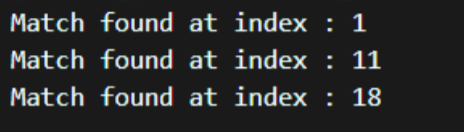 Match found at index : 1
Match found at index : 11
Match found at index : 18